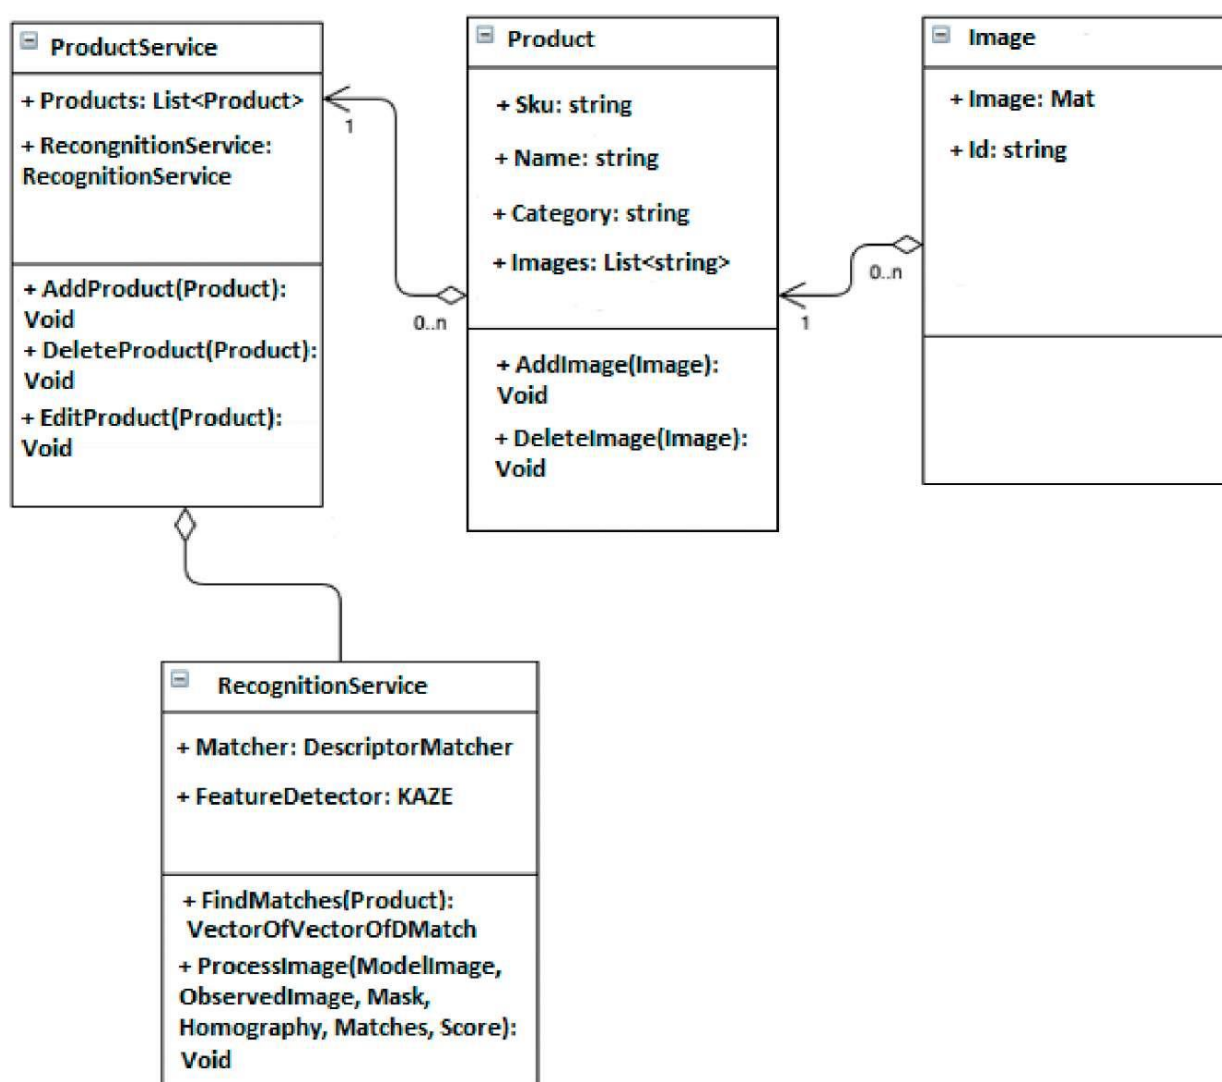 ProductService
+ Products: List<Product>
+ RecongnitionService:
RecognitionService
+ AddProduct(Product):
Void
+ DeleteProduct(Product):
Void
+ EditProduct(Product):
Void
1
0..n
Product
+ Sku: string
+ Name: string
+ Category: string
+ Images: List<string>
+ AddImage(Image):
Void
+ DeleteImage(Image):
Void
1
0..n
Image
+ Image: Mat
+ Id: string
RecognitionService
+ Matcher: DescriptorMatcher
+ FeatureDetector: KAZE
+ FindMatches(Product):
VectorOfVectorOfDMatch
+ ProcessImage(ModelImage,
ObservedImage, Mask,
Homography, Matches, Score):
Void